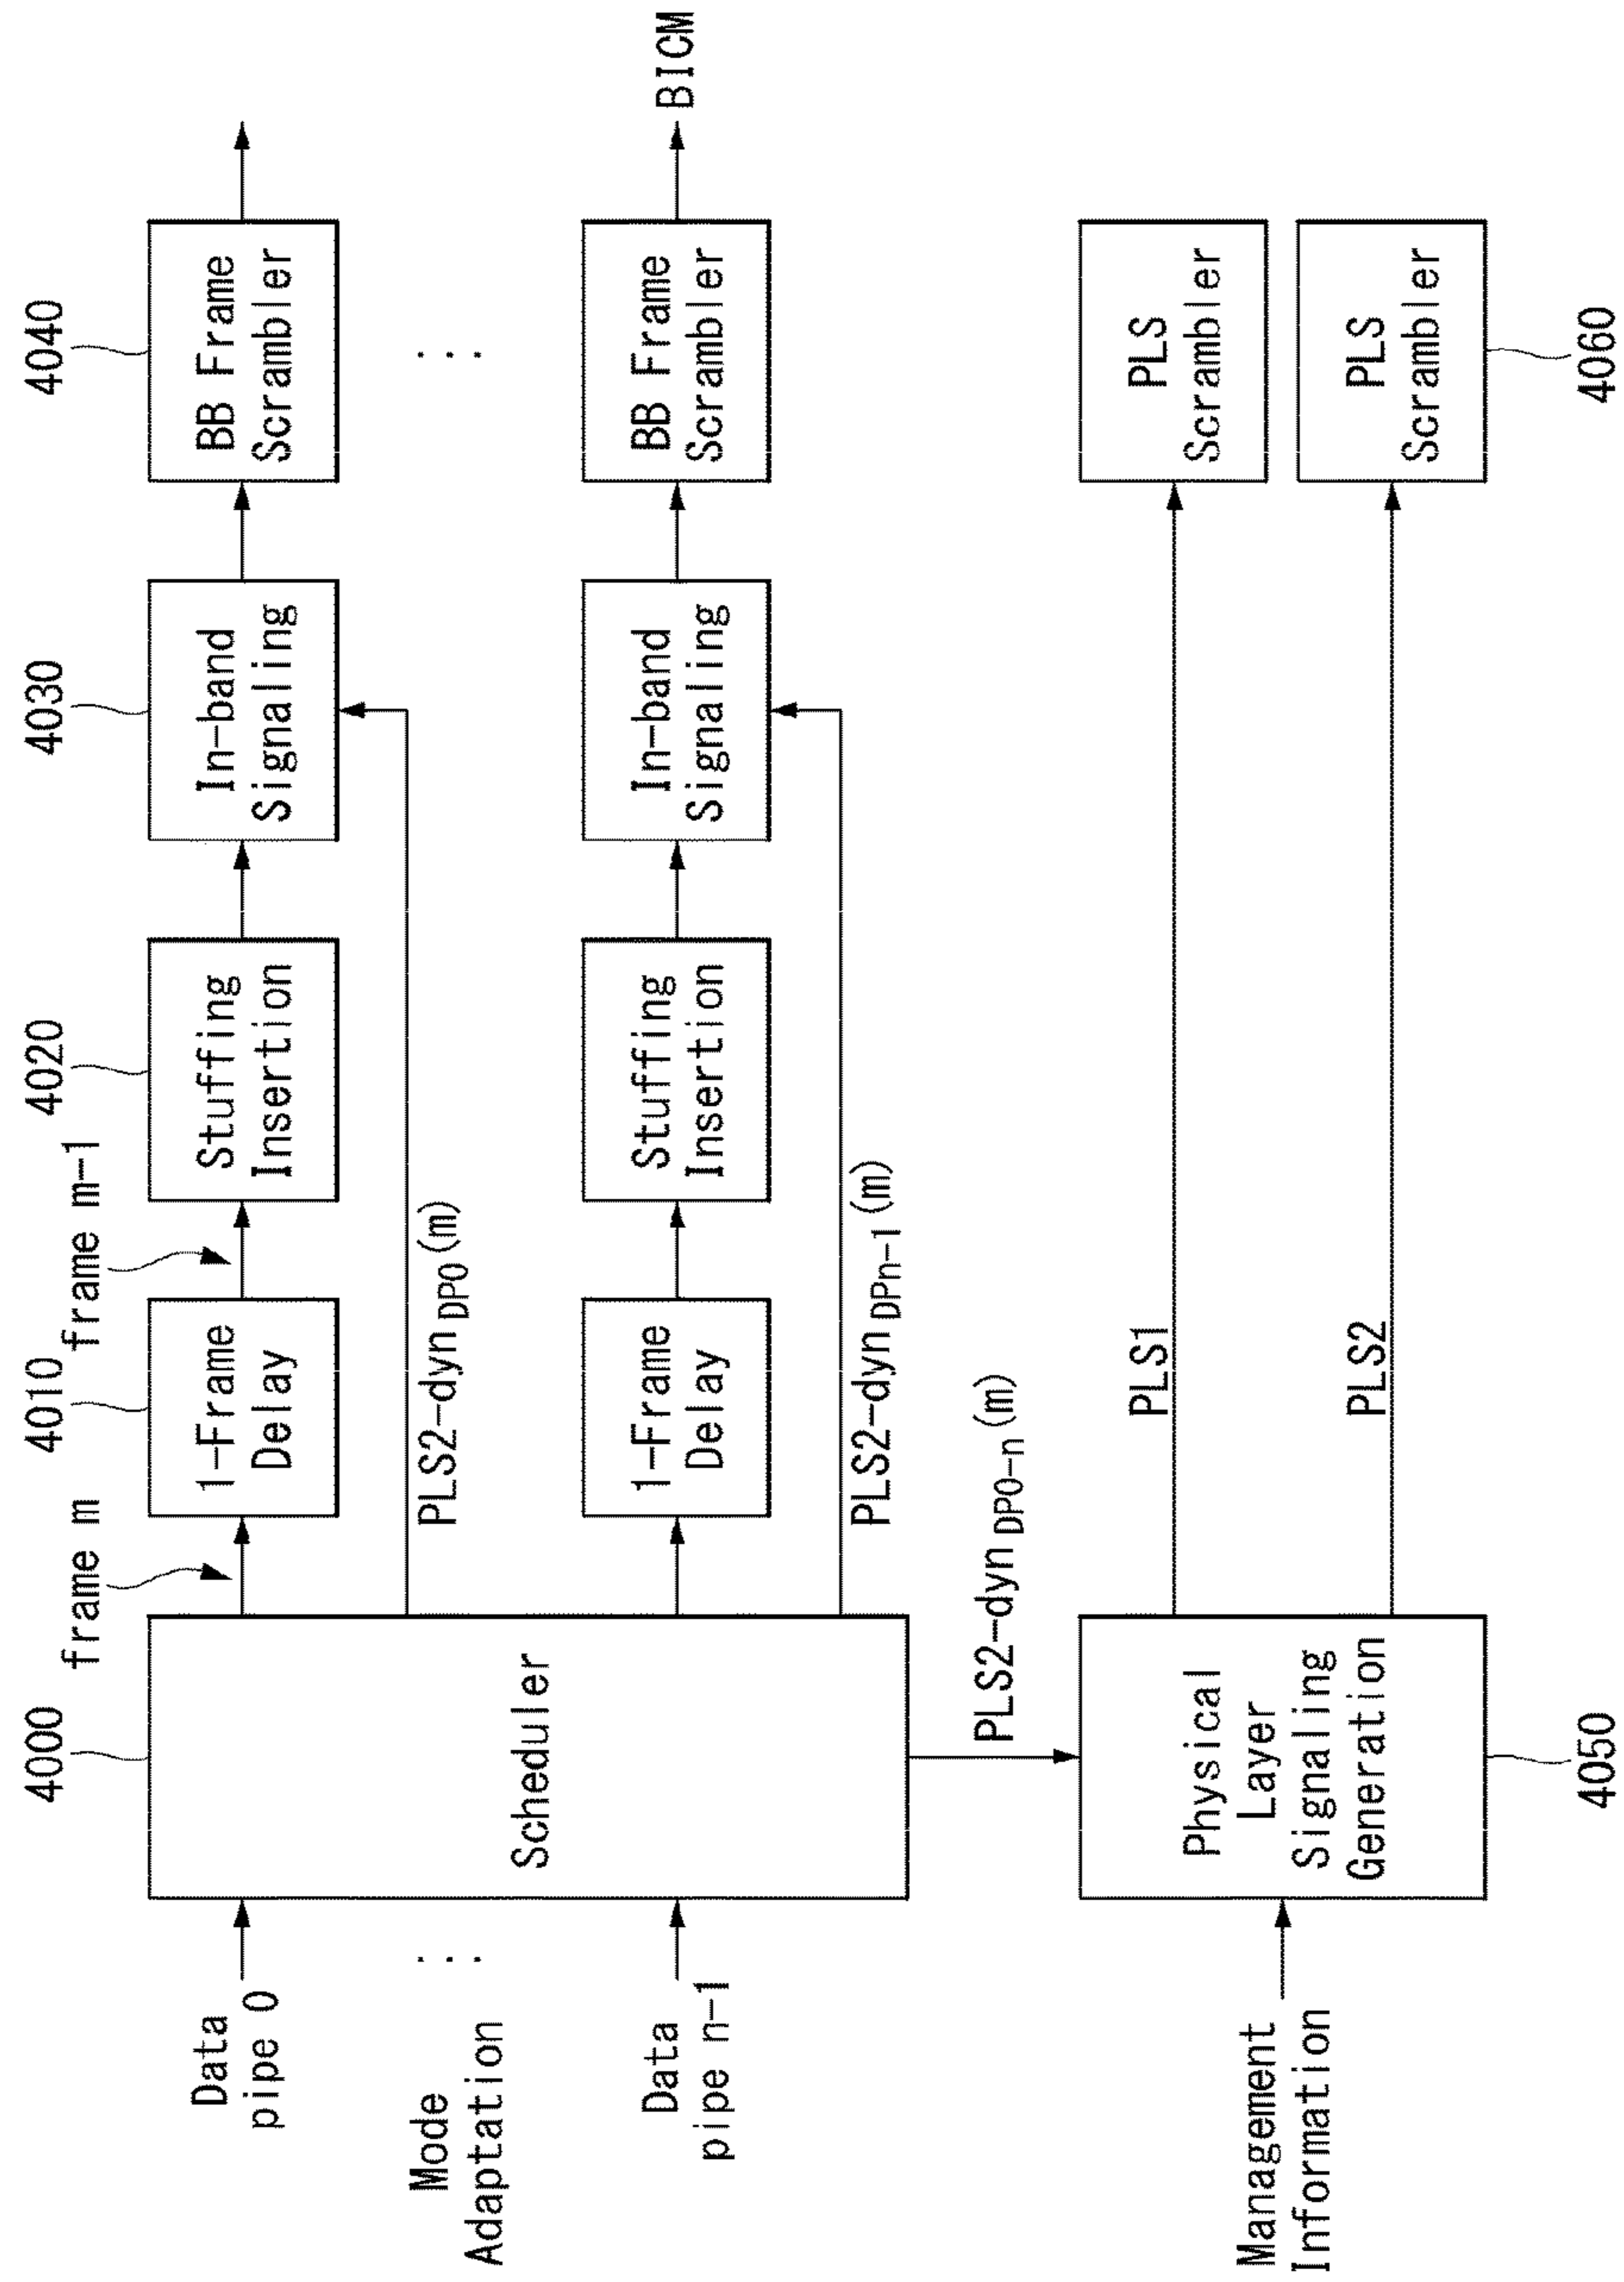 4000
4010
4020
4030
4040
frame m
frame m-1
Data
pipe 0
Scheduler
1-Frame
Delay
Stuffing
Insertion
In-band
Signaling
BB Frame
Scrambler
PLS2-dyn DP0 (m)
Mode
Adaptation
...
...
Data
pipe n-1
1-Frame
Delay
Stuffing
Insertion
In-band
Signaling
BB Frame
Scrambler
BICM
PLS2-dyn DPn-1 (m)
PLS2-dyn DP0-n (m)
Management
Information
Physical
Layer
Signaling
Generation
PLS1
PLS
Scrambler
PLS2
PLS
Scrambler
4050
4060